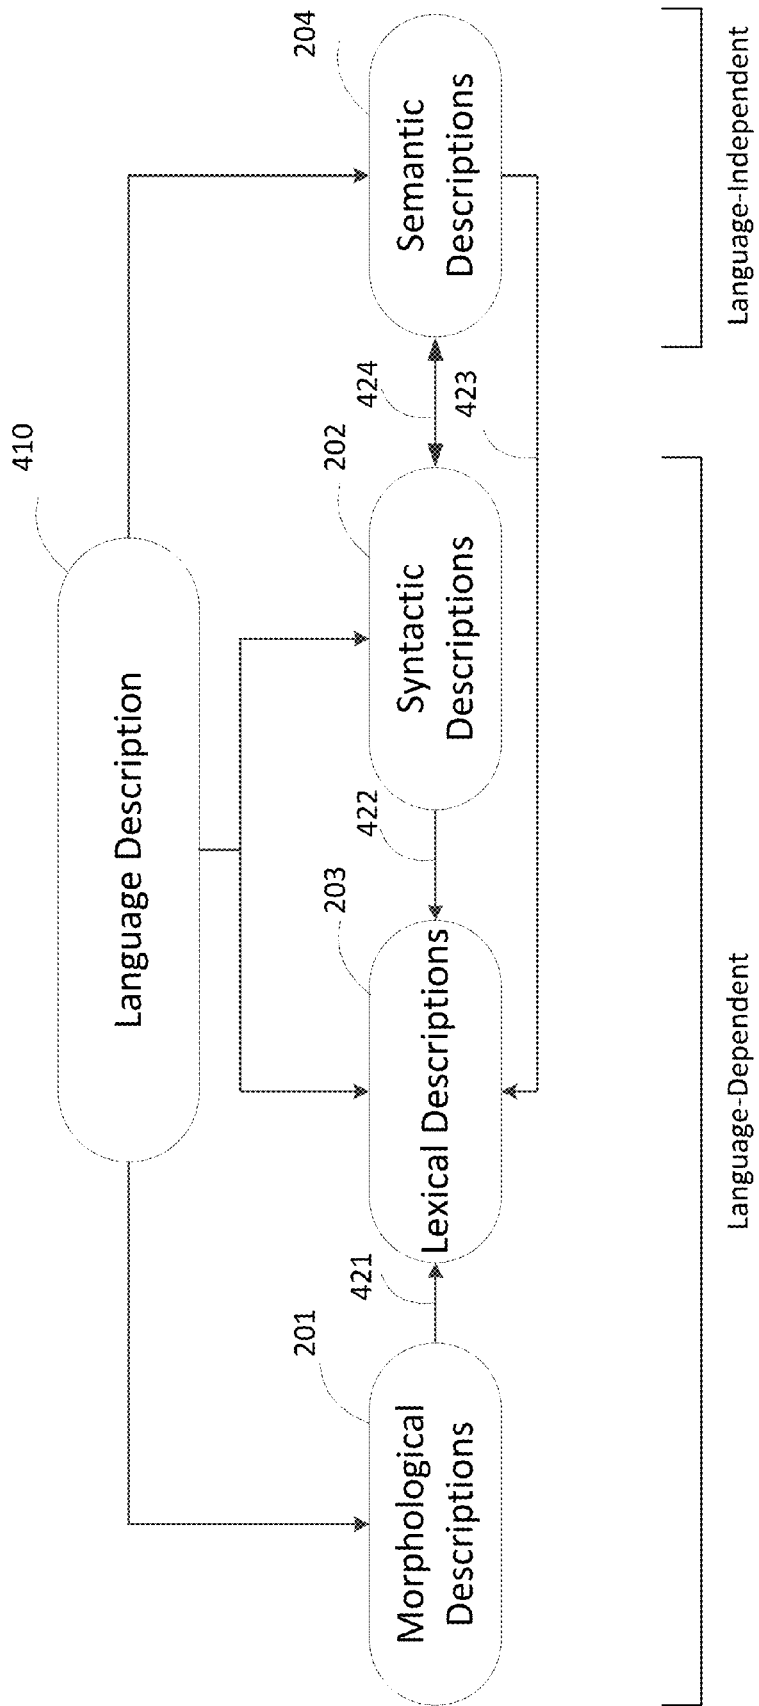 410
Language Description
201
Morphological
Descriptions
421
203
Lexical Descriptions
422
202
Syntactic
Descriptions
424
423
204
Semantic
Descriptions
Language-Dependent
Language-Independent